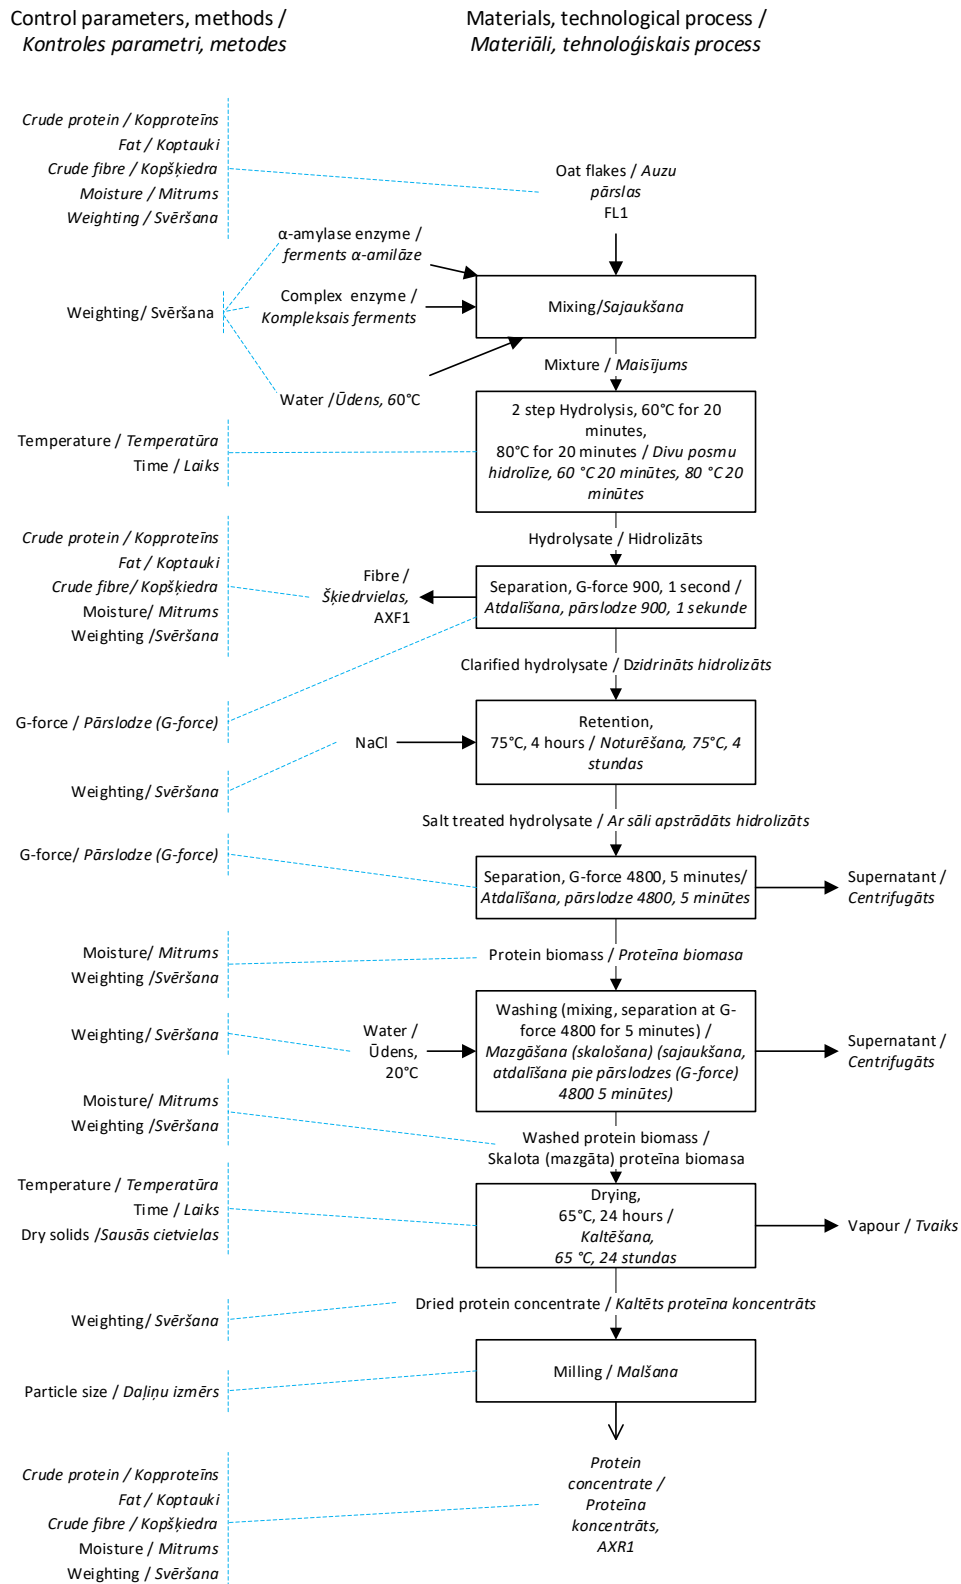 Control parameters, methods /
Kontroles parametri, metodes
Materials, technological process /
Materiāli, tehnoloģiskais process
Crude protein / Kopproteīns
Fat / Koptauki
Crude fibre / Kopšķiedra
Moisture / Mitrums
Weighting / Svēršana
Oat flakes / Auzu
pārslas
FL1
α-amylase enzyme /
ferments α-amilāze
Weighting/ Svēršana
Complex enzyme /
Kompleksais ferments
Mixing/Sajaukšana
Water /Ūdens, 60°C
Mixture / Maisījums
Temperature / Temperatūra
Time / Laiks
2 step Hydrolysis, 60°C for 20
minutes,
80°C for 20 minutes / Divu posmu
hidrolīze, 60 °C 20 minūtes, 80 °C 20
minūtes
Hydrolysate / Hidrolizāts
Crude protein / Kopproteīns
Fat / Koptauki
Crude fibre/ Kopšķiedra
Moisture/ Mitrums
Weighting /Svēršana
Fibre /
Šķiedrvielas,
AXF1
Separation, G-force 900, 1 second /
Atdalīšana, pārslodze 900, 1 sekunde
Clarified hydrolysate / Dzidrināts hidrolizāts
G-force / Pārslodze (G-force)
NaCl
Retention,
75°C, 4 hours / Noturēšana, 75°C, 4
stundas
Weighting/ Svēršana
Salt treated hydrolysate / Ar sāli apstrādāts hidrolizāts
G-force/ Pārslodze (G-force)
Separation, G-force 4800, 5 minutes/
Atdalīšana, pārslodze 4800, 5 minūtes
Supernatant /
Centrifugāts
Moisture/ Mitrums
Weighting /Svēršana
Protein biomass / Proteīna biomasa
Weighting/ Svēršana
Water /
Ūdens,
20°C
Washing (mixing, separation at G-
force 4800 for 5 minutes) /
Mazgāšana (skalošana) (sajaukšana,
atdalīšana pie pārslodzes (G-force)
4800 5 minūtes)
Supernatant /
Centrifugāts
Moisture/ Mitrums
Weighting /Svēršana
Washed protein biomass /
Skalota (mazgāta) proteīna biomasa
Temperature / Temperatūra
Time / Laiks
Dry solids /Sausās cietvielas
Drying,
65°C, 24 hours /
Kaltēšana,
65 °C, 24 stundas
Vapour / Tvaiks
Dried protein concentrate / Kaltēts proteīna koncentrāts
Weighting/ Svēršana
Milling / Malšana
Particle size / Daļiņu izmērs
Crude protein / Kopproteīns
Fat / Koptauki
Crude fibre / Kopšķiedra
Moisture / Mitrums
Weighting / Svēršana
Protein
concentrate /
Proteīna
koncentrāts,
AXR1